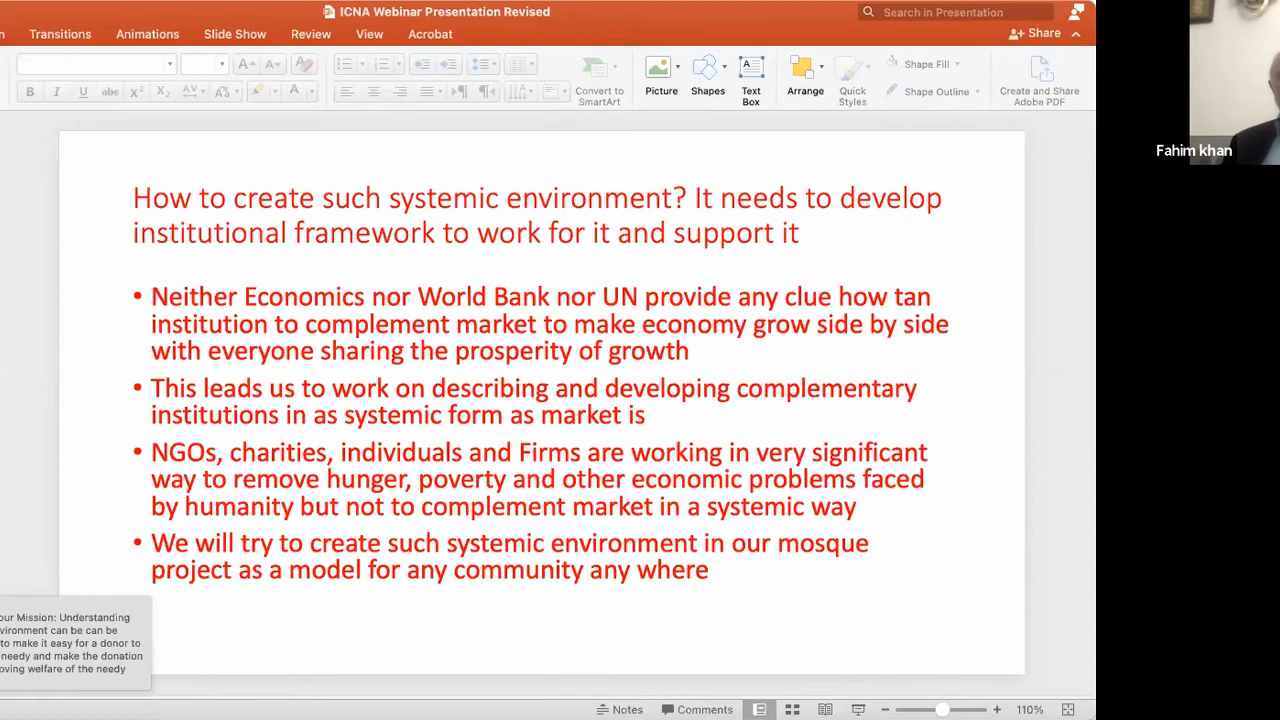 ICNA Webinar Presentation Revised
Search in Presentation
Transitions Animations Slide Show Review View Acrobat
Share
Convert to
SmartArt
Picture
Shapes
Text
Box
Arrange
Quick
Styles
Shape Fill
Shape Outline
Create and Share
Adobe PDF
Fahim khan
How to create such systemic environment? It needs to develop
institutional framework to work for it and support it
• Neither Economics nor World Bank nor UN provide any clue how tan
institution to complement market to make economy grow side by side
with everyone sharing the prosperity of growth
• This leads us to work on describing and developing complementary
institutions in as systemic form as market is
• NGOs, charities, individuals and Firms are working in very significant
way to remove hunger, poverty and other economic problems faced
by humanity but not to complement market in a systemic way
• We will try to create such systemic environment in our mosque
project as a model for any community any where
our Mission: Understanding
vironment can be can be
to make it easy for a donor to
needy and make the donation
oving welfare of the needy
Notes Comments 110%